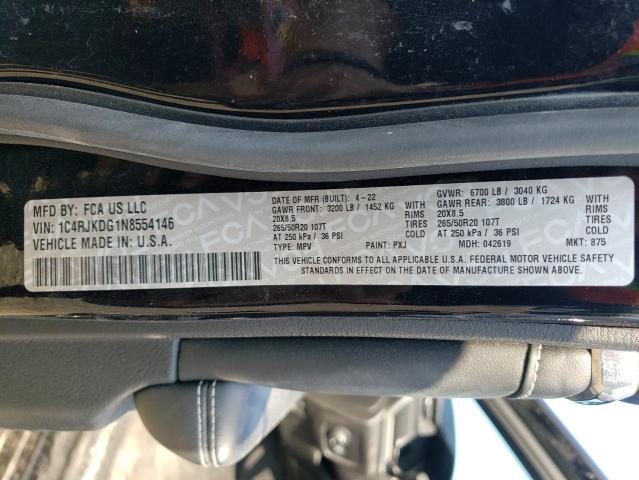 MFD BY: FCA US LLC
VIN: 1C4RJKDG1N8554146
VEHICLE MADE IN U.S.A.
DATE OF MFR (BUILT): 4-22 GVWR: 6700 LB / 3040 KG
GAWR FRONT: 3200 LB / 1452 KG WITH GAWR REAR: 3800 LB / 1724 KG WITH
20X8.5 RIMS 20X8.5 RIMS
265/50R20 107T TIRES 265/50R20 107T TIRES
AT 250 kPa / 36 PSI COLD AT 250 kPa / 36 PSI COLD
TYPE: MPV PAINT: PXJ MDH: 042619 MKT: 875
THIS VEHICLE CONFORMS TO ALL APPLICABLE U.S.A. FEDERAL MOTOR VEHICLE SAFETY
STANDARDS IN EFFECT ON THE DATE OF MANUFACTURE SHOWN ABOVE.